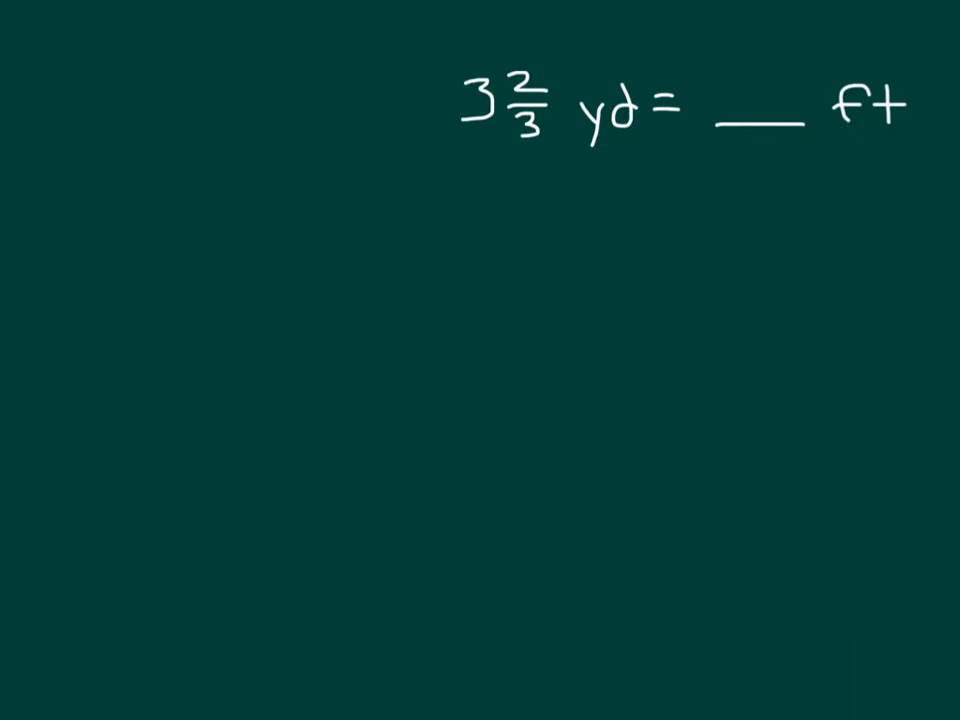 3 2/3 yd = ___ ft